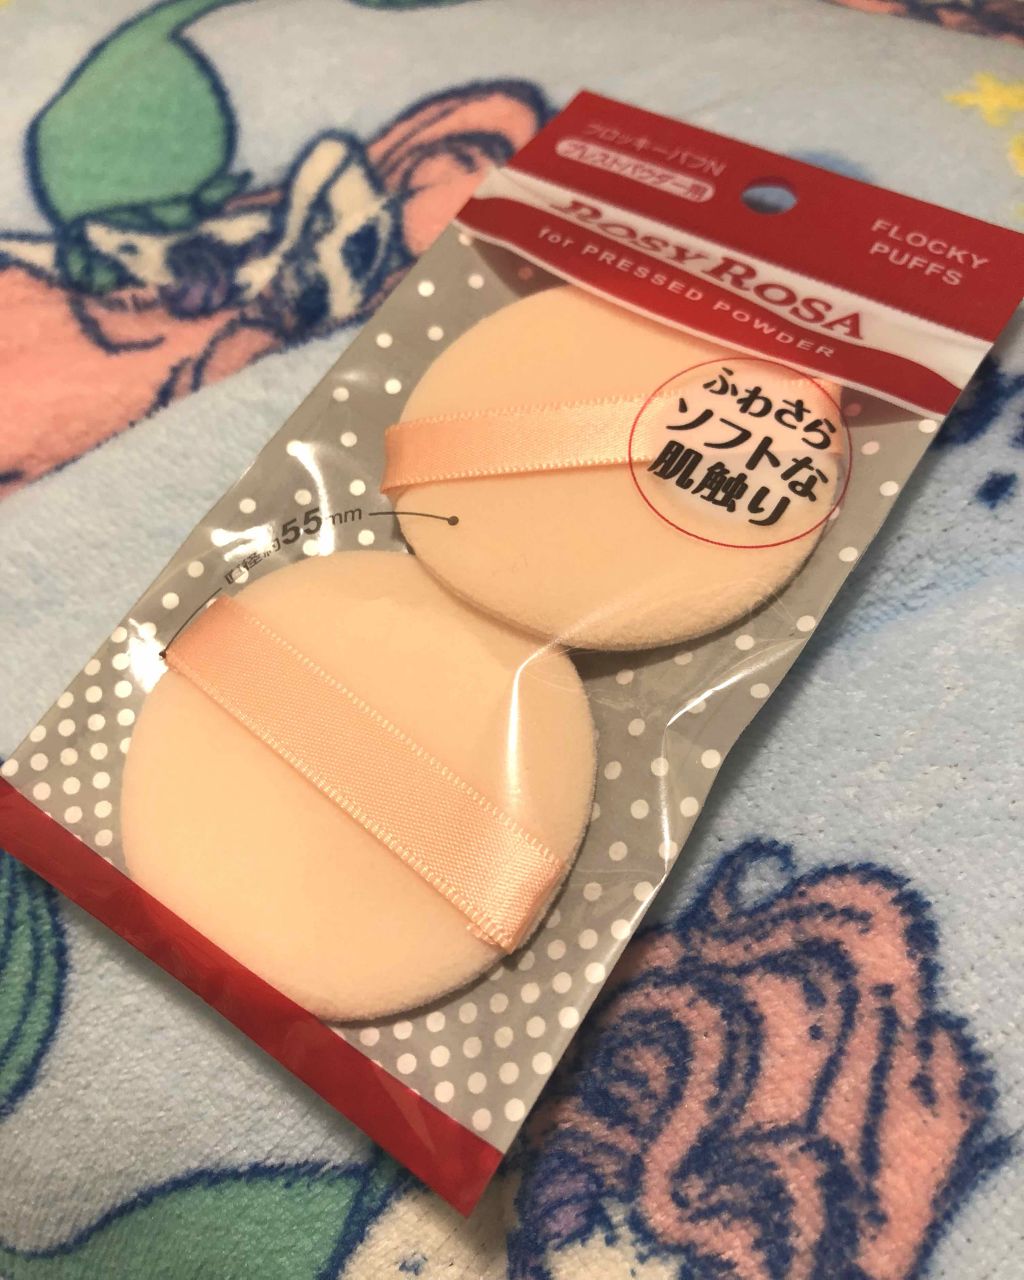 フロッキーパフN
プレストパウダー用
FLOCKY
PUFFS
Rosy ROSA
for PRESSED POWDER
ふわさら
ソフトな
肌触り
直径約55mm